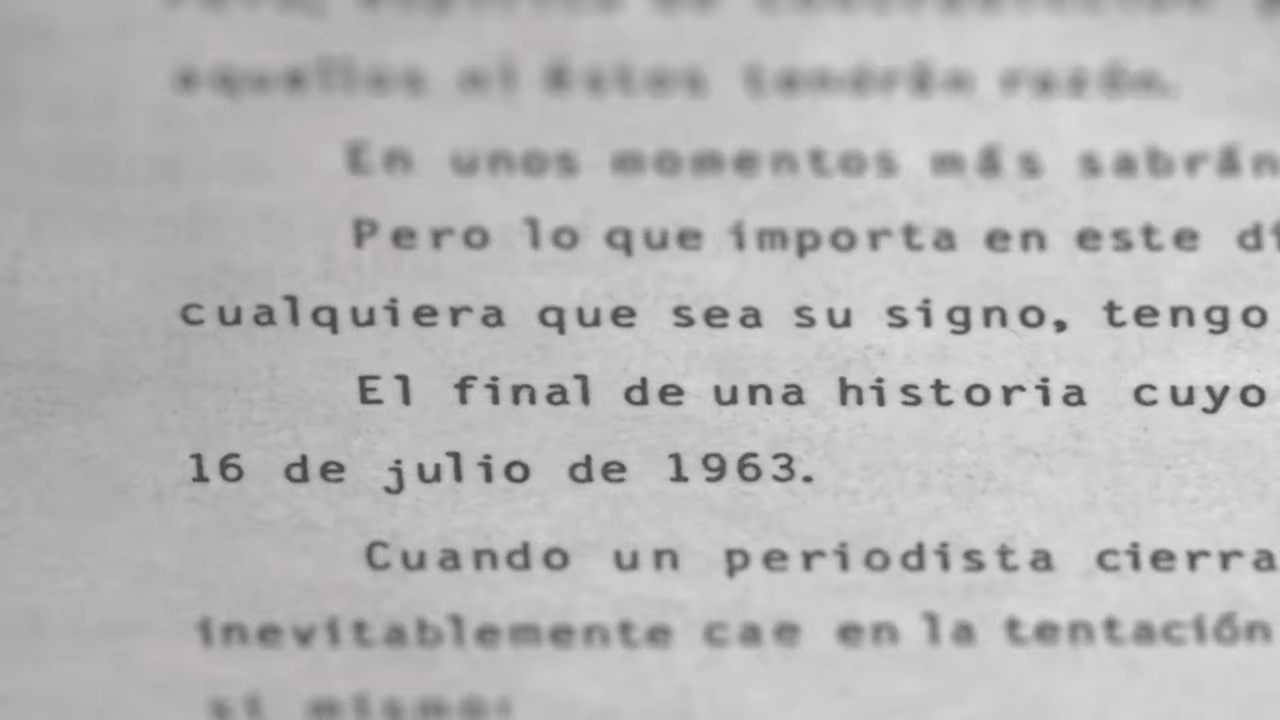 aquellos ni éstos tendrán razón.
En unos momentos más sabrán
Pero lo que importa en este
cualquiera que sea su signo, tengo
El final de una historia cuyo
16 de julio de 1963.
Cuando un periodista cierra
inevitablemente cae en la tentación
si mismo: